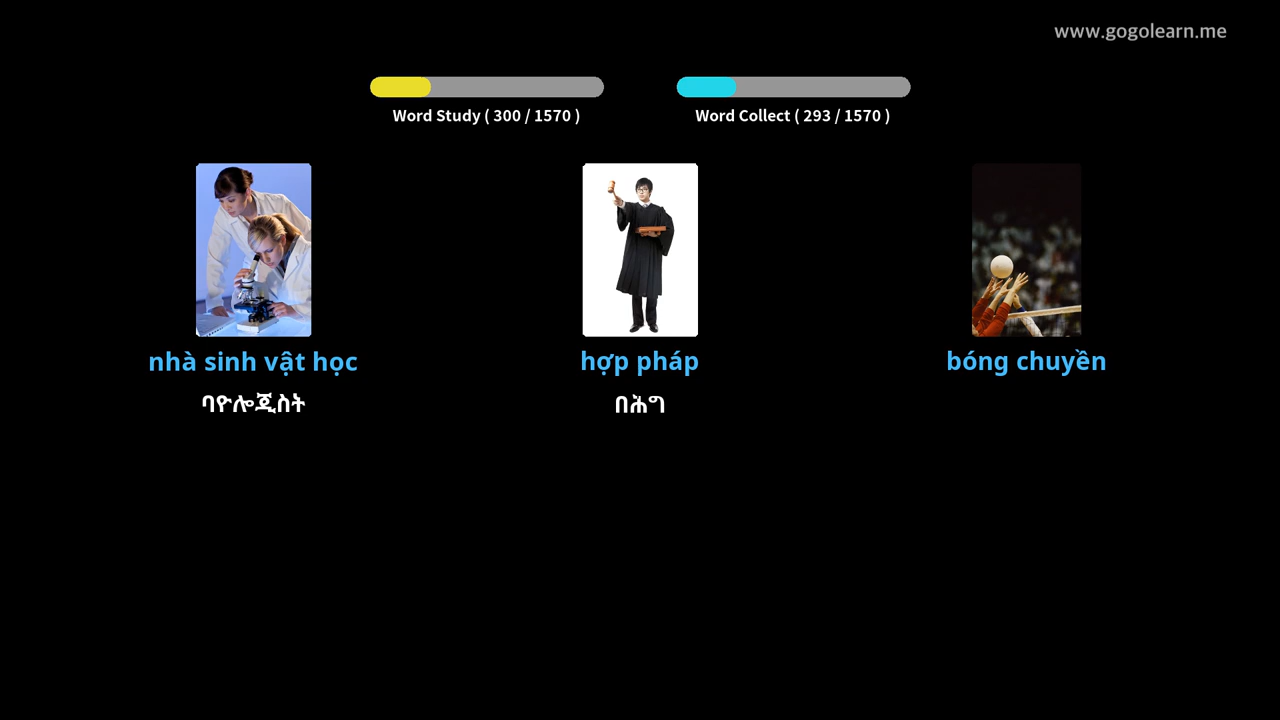 www.gogolearn.me
Word Study ( 300 / 1570 )
Word Collect ( 293 / 1570 )
nhà sinh vật học
hợp pháp
bóng chuyền
ባዮሎጂስት
በሕግ